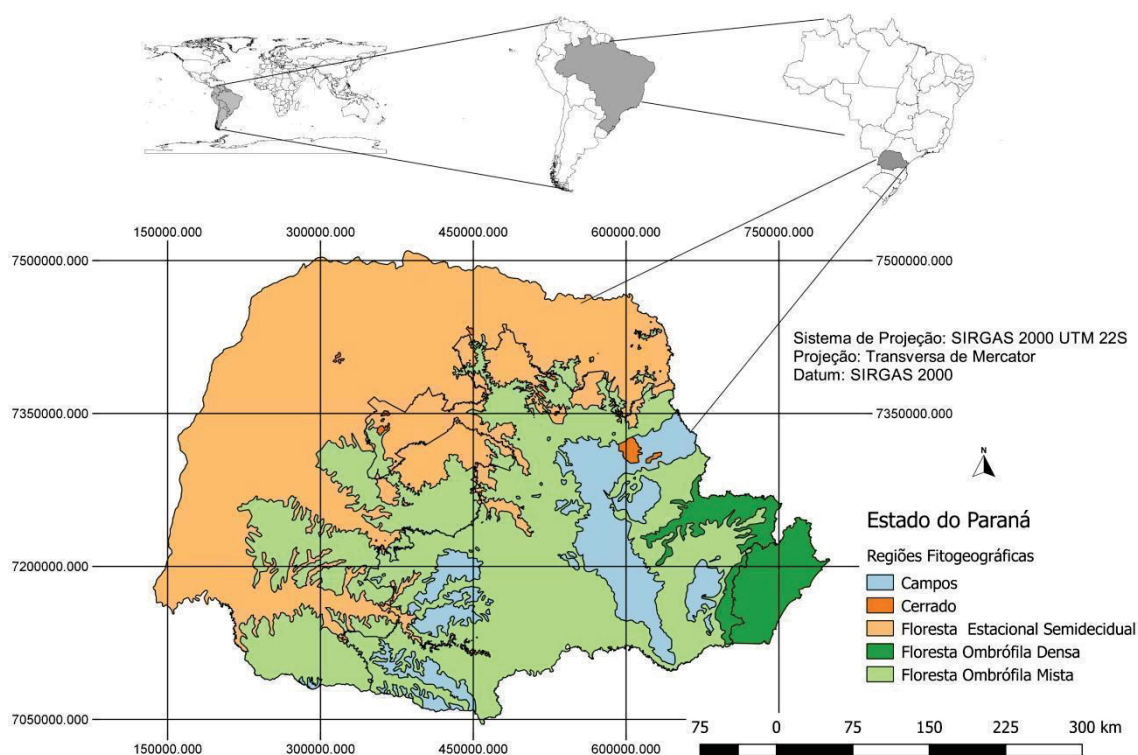 150000.000 300000.000 450000.000 600000.000 750000.000
7500000.000 7500000.000
Sistema de Projeção: SIRGAS 2000 UTM 22S
Projeção: Transversa de Mercator
Datum: SIRGAS 2000
7350000.000 7350000.000
N
Estado do Paraná
Regiões Fitogeográficas
7200000.000 7200000.000
Campos
Cerrado
Floresta Estacional Semidecidual
Floresta Ombrófila Densa
Floresta Ombrófila Mista
7050000.000
75 0 75 150 225 300 km
150000.000 300000.000 450000.000 6000000.000